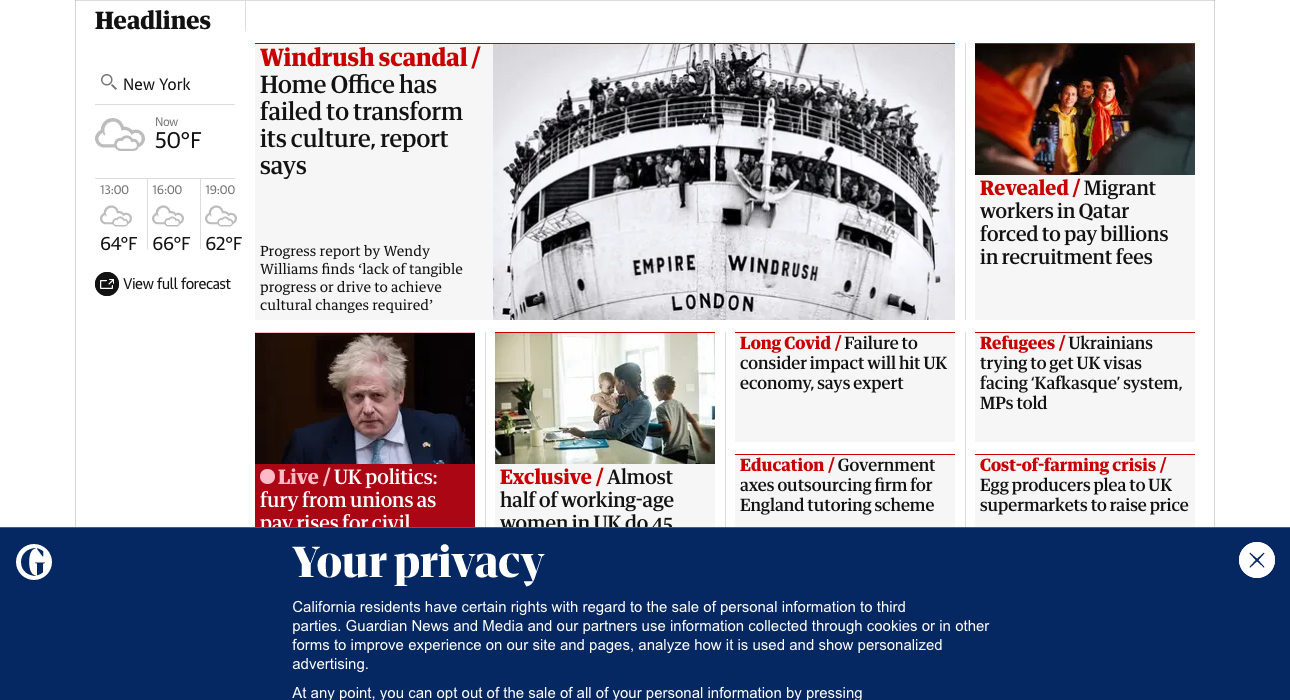 Headlines
New York
Now
50°F
13:00
16:00
19:00
64°F
66°F
62°F
View full forecast
Windrush scandal /
Home Office has
failed to transform
its culture, report
says
Progress report by Wendy
Williams finds ‘lack of tangible
progress or drive to achieve
cultural changes required’
EMPIRE WINDRUSH
LONDON
Revealed / Migrant
workers in Qatar
forced to pay billions
in recruitment fees
Live / UK politics:
fury from unions as
pay rises for civil
Exclusive / Almost
half of working-age
women in UK do 45
Long Covid / Failure to
consider impact will hit UK
economy, says expert
Refugees / Ukrainians
trying to get UK visas
facing ‘Kafkasque’ system,
MPs told
Education / Government
axes outsourcing firm for
England tutoring scheme
Cost-of-farming crisis /
Egg producers plea to UK
supermarkets to raise price
Your privacy
California residents have certain rights with regard to the sale of personal information to third
parties. Guardian News and Media and our partners use information collected through cookies or in other
forms to improve experience on our site and pages, analyze how it is used and show personalized
advertising.
At any point, you can opt out of the sale of all of your personal information by pressing